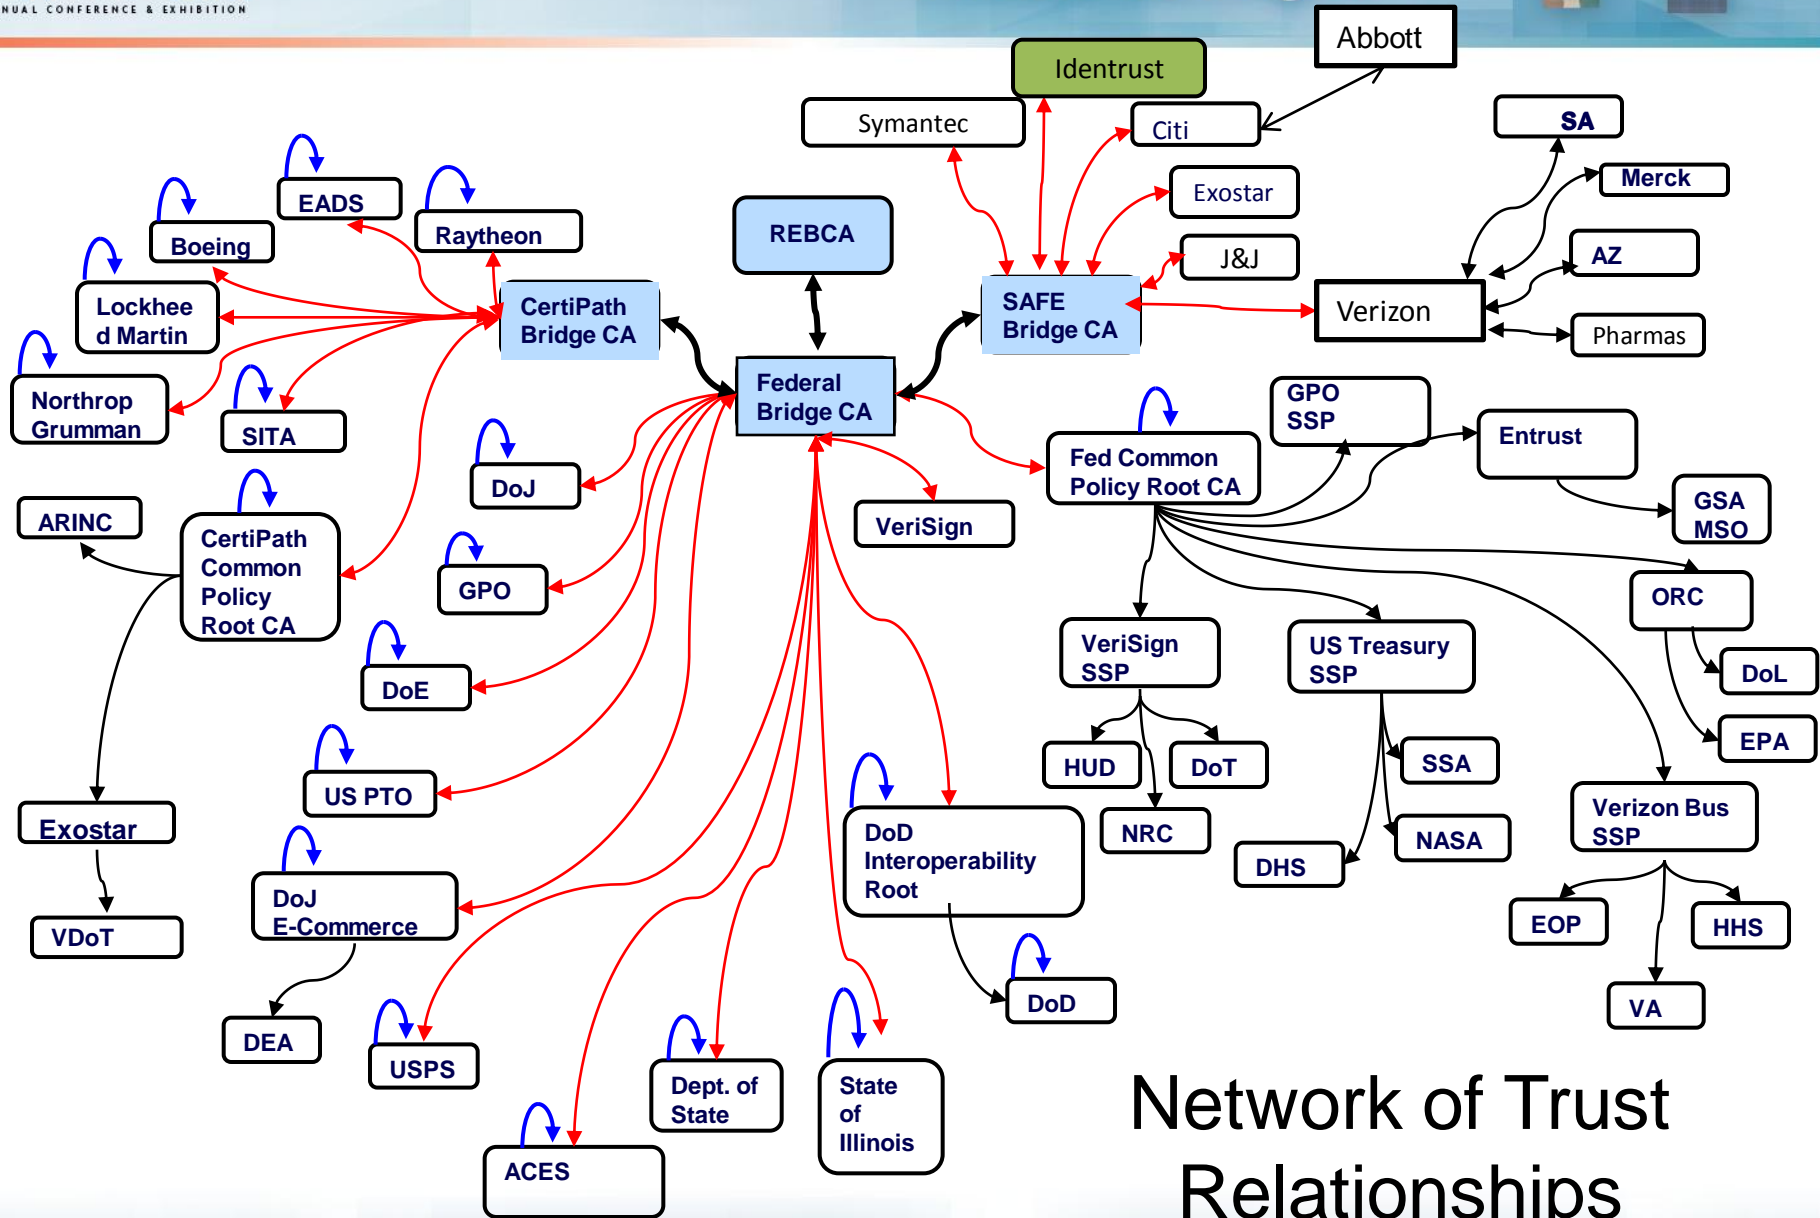 NUAL CONFERENCE & EXHIBITION
Abbott
Identrust
Symantec
Citi
SA
Merck
EADS
Exostar
Raytheon
REBCA
Boeing
J&J
AZ
Lockhee
d Martin
CertiPath
Bridge CA
SAFE
Bridge CA
Verizon
Pharmas
Northrop
Grumman
SITA
Federal
Bridge CA
GPO
SSP
Entrust
DoJ
Fed Common
Policy Root CA
VeriSign
GSA
MSO
ARINC
CertiPath
Common
Policy
Root CA
GPO
ORC
VeriSign
SSP
US Treasury
SSP
DoE
DoL
EPA
HUD
DoT
SSA
US PTO
Exostar
DoD
Interoperability
Root
NRC
NASA
Verizon Bus
SSP
DHS
DoJ
E-Commerce
VDoT
EOP
HHS
DoD
VA
DEA
USPS
Dept. of
State
State
of
Illinois
ACES
Network of Trust
Relationships